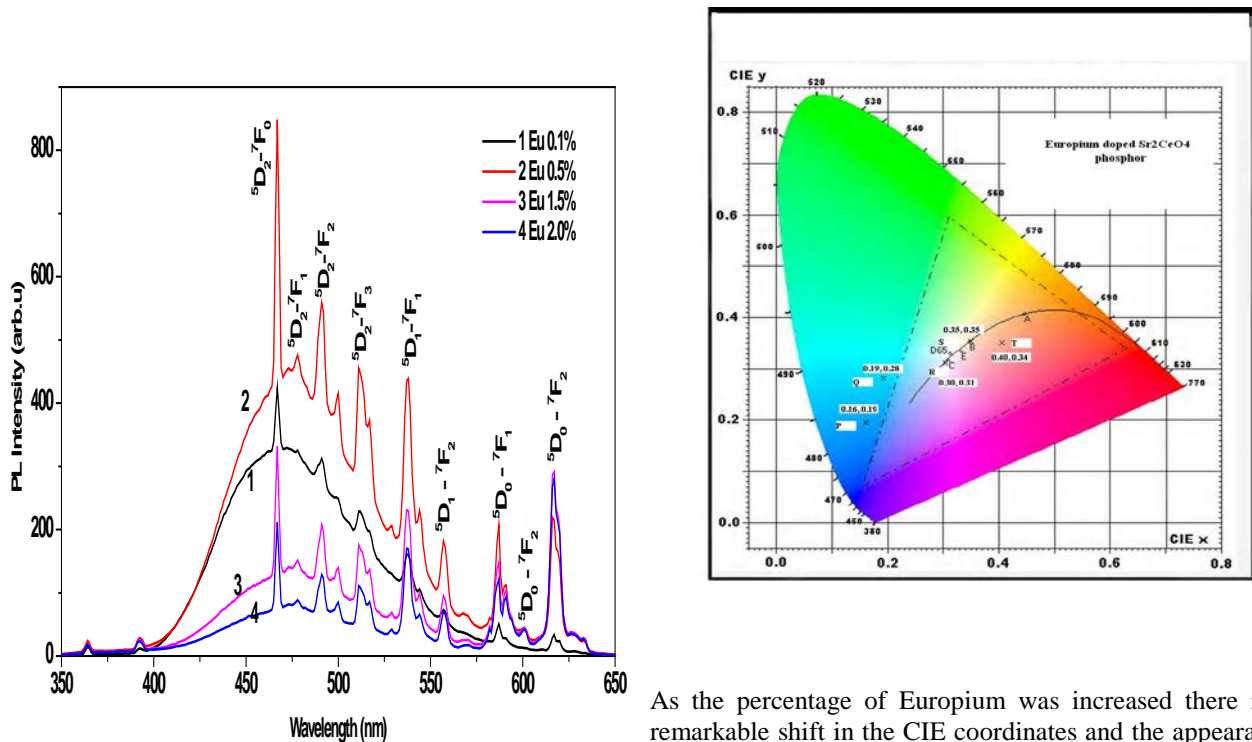 PL Intensity (arb.u)
800
600
400
200
0
350
400
450
500
550
600
650
Wavelength (nm)
1 Eu 0.1%
2 Eu 0.5%
3 Eu 1.5%
4 Eu 2.0%
⁵D₂-⁷F₀
⁵D₂-⁷F₁
⁵D₂-⁷F₂
⁵D₂-⁷F₃
⁵D₁-⁷F₁
⁵D₁ - ⁷F₂
⁵D₀ - ⁷F₁
⁵D₀ - ⁷F₂
⁵D₀ - ⁷F₂
2
1
3
4
CIE y
0.8
0.6
0.4
0.2
0.0
0.0
0.2
0.4
0.6
0.8
CIE x
Europium doped Sr2CeO4
phosphor
520
530
540
550
560
570
580
590
600
610
630
770
510
500
490
480
470
460
380
A
0.35, 0.35
S
B
D65
E
C
R
0.30, 0.31
T
0.40, 0.34
0.19, 0.28
Q
0.16, 0.19
P
As the percentage of Europium was increased there
remarkable shift in the CIE coordinates and the